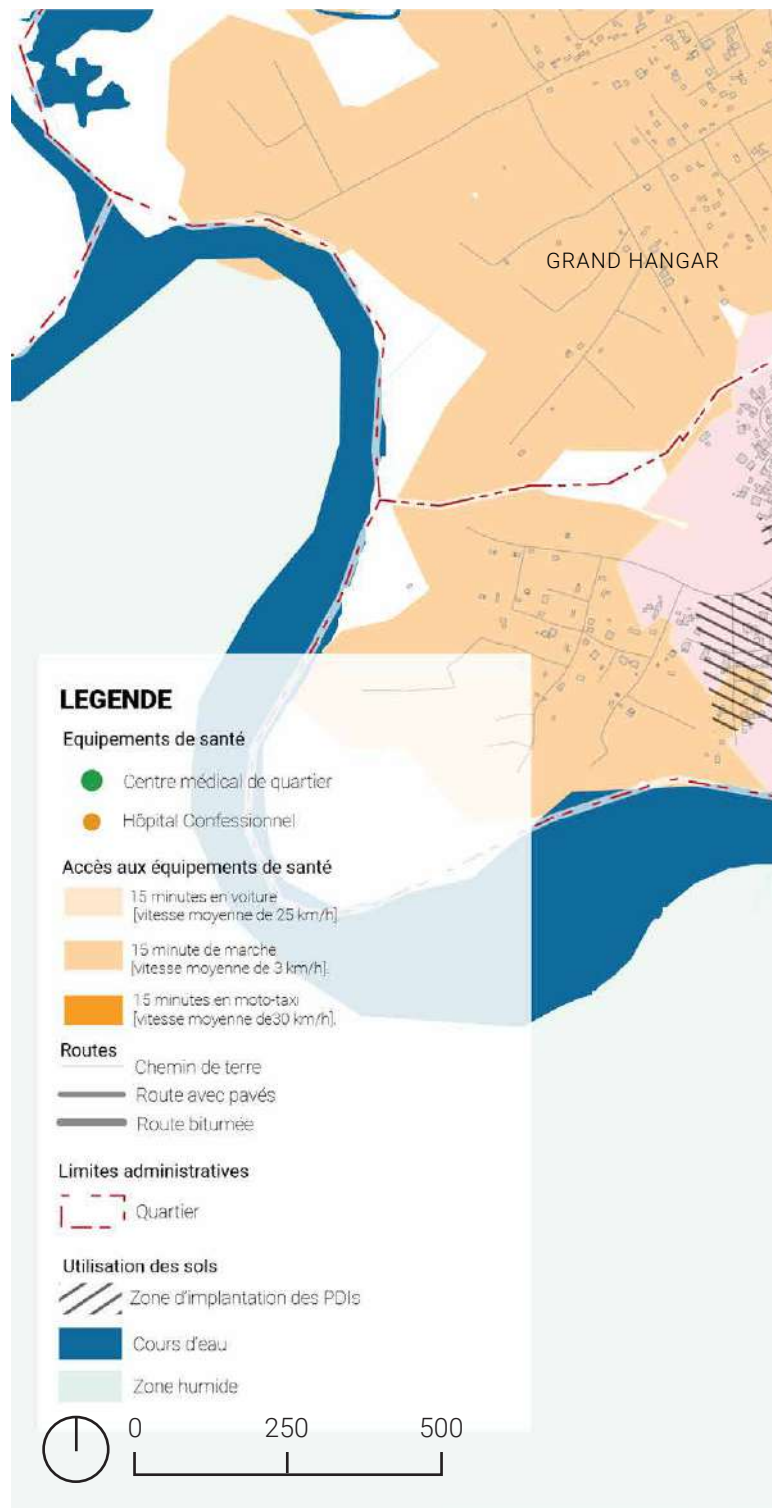 GRAND HANGAR
LEGENDE
Equipements de santé
Centre médical de quartier
Hôpital Confessionnel
Accès aux équipements de santé
15 minutes en voiture
[vitesse moyenne de 25 km/h].
15 minute de marche
[vitesse moyenne de 3 km/h].
15 minutes en moto-taxi
[vitesse moyenne de30 km/h].
Routes
Chemin de terre
Route avec pavés
Route bitumée
Limites administratives
Quartier
Utilisation des sols
Zone d'implantation des PDIs
Cours d'eau
Zone humide
0 250 500